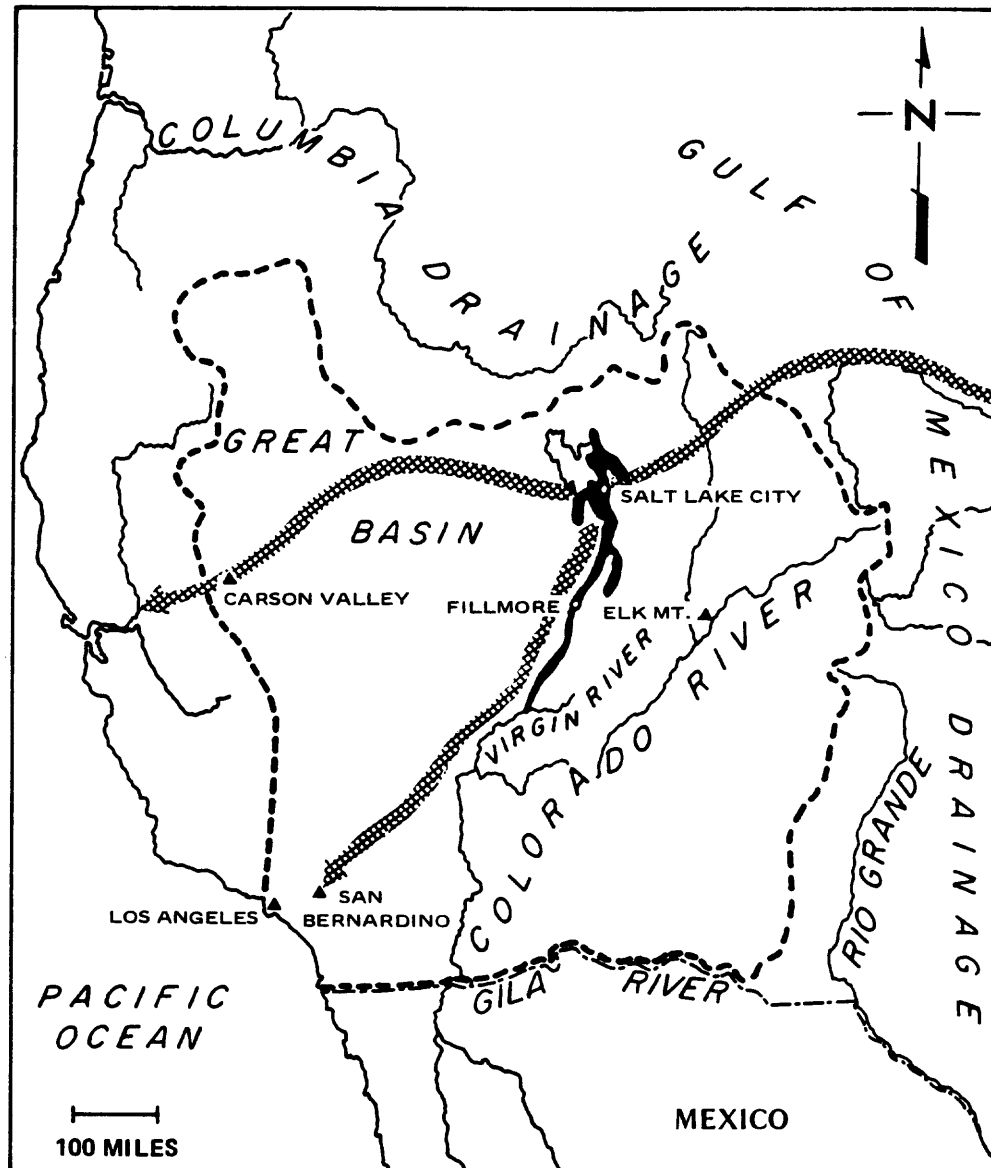 N
COLUMBIA DRAINAGE
GULF OF MEXICO DRAINAGE
GREAT
BASIN
SALT LAKE CITY
CARSON VALLEY
FILLMORE
ELK MT.
VIRGIN RIVER
COLORADO RIVER
RIO GRANDE
LOS ANGELES
SAN
BERNARDINO
GILA RIVER
PACIFIC
OCEAN
MEXICO
100 MILES